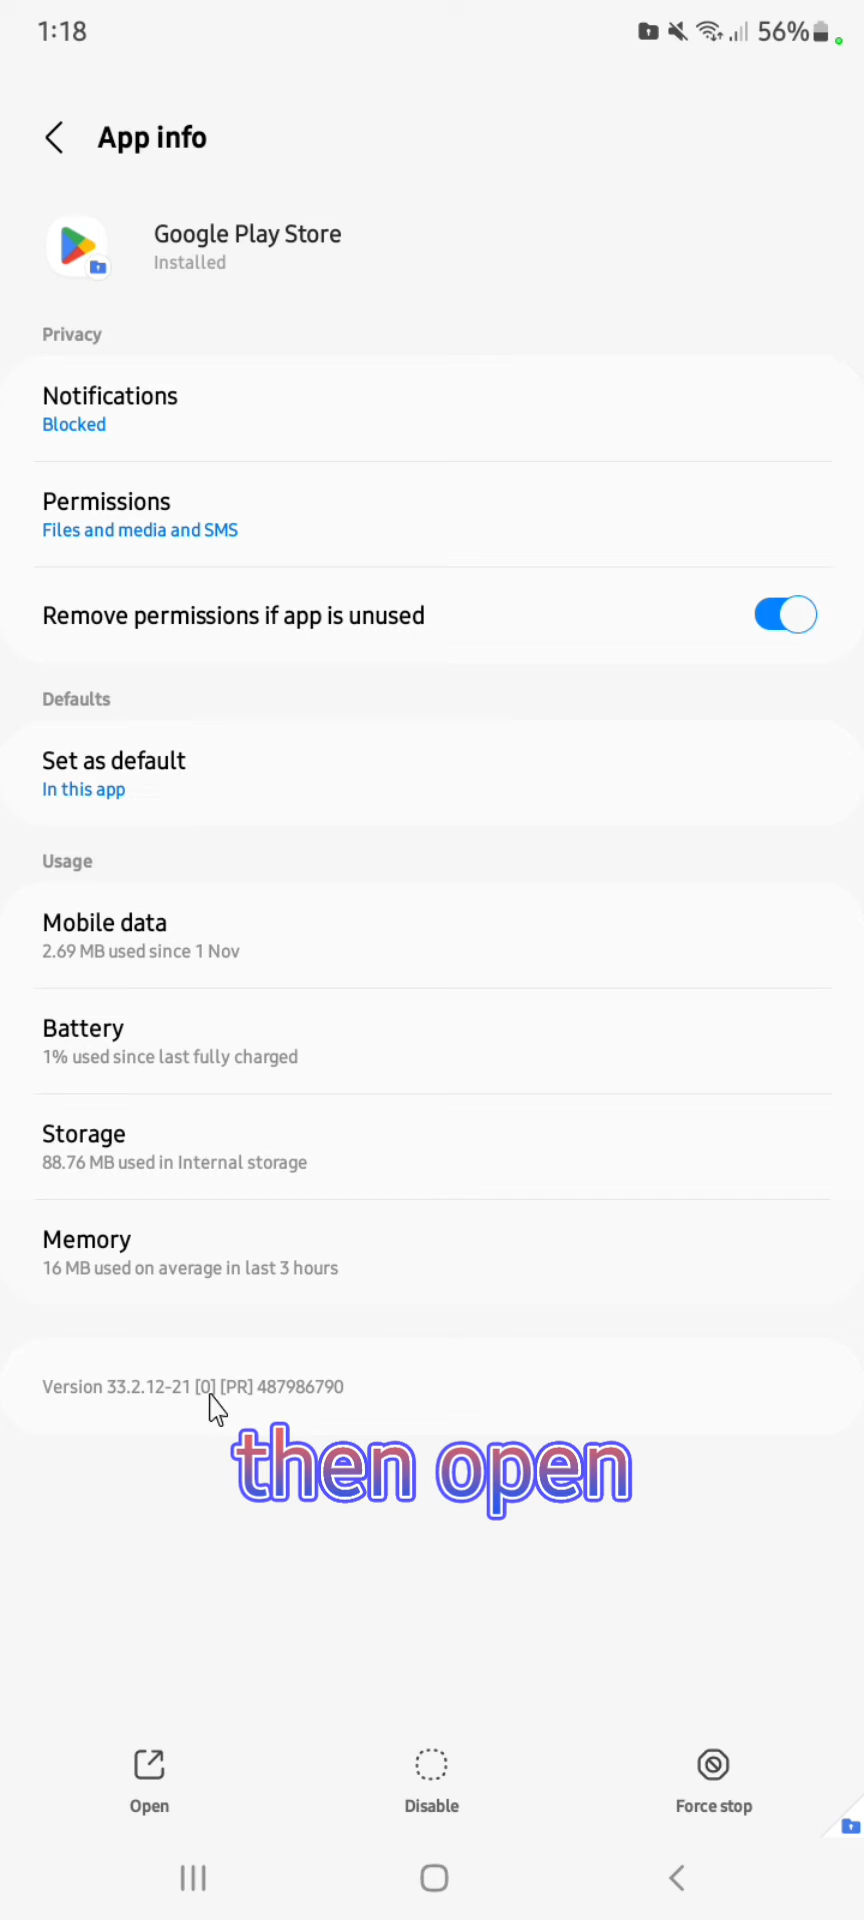 1:18
56%
App info
Google Play Store
Installed
Privacy
Notifications
Blocked
Permissions
Files and media and SMS
Remove permissions if app is unused
Defaults
Set as default
In this app
Usage
Mobile data
2.69 MB used since 1 Nov
Battery
1% used since last fully charged
Storage
88.76 MB used in Internal storage
Memory
16 MB used on average in last 3 hours
Version 33.2.12-21 [0] [PR] 487986790
then open
Open
Disable
Force stop